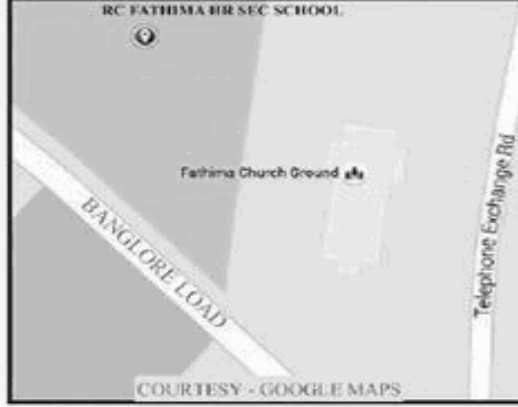 RC FATHIMA HR SEC SCHOOL
Fathima Church Ground
BANGLORE LOAD
Telephone Exchange Rd
COURTESY - GOOGLE MAPS